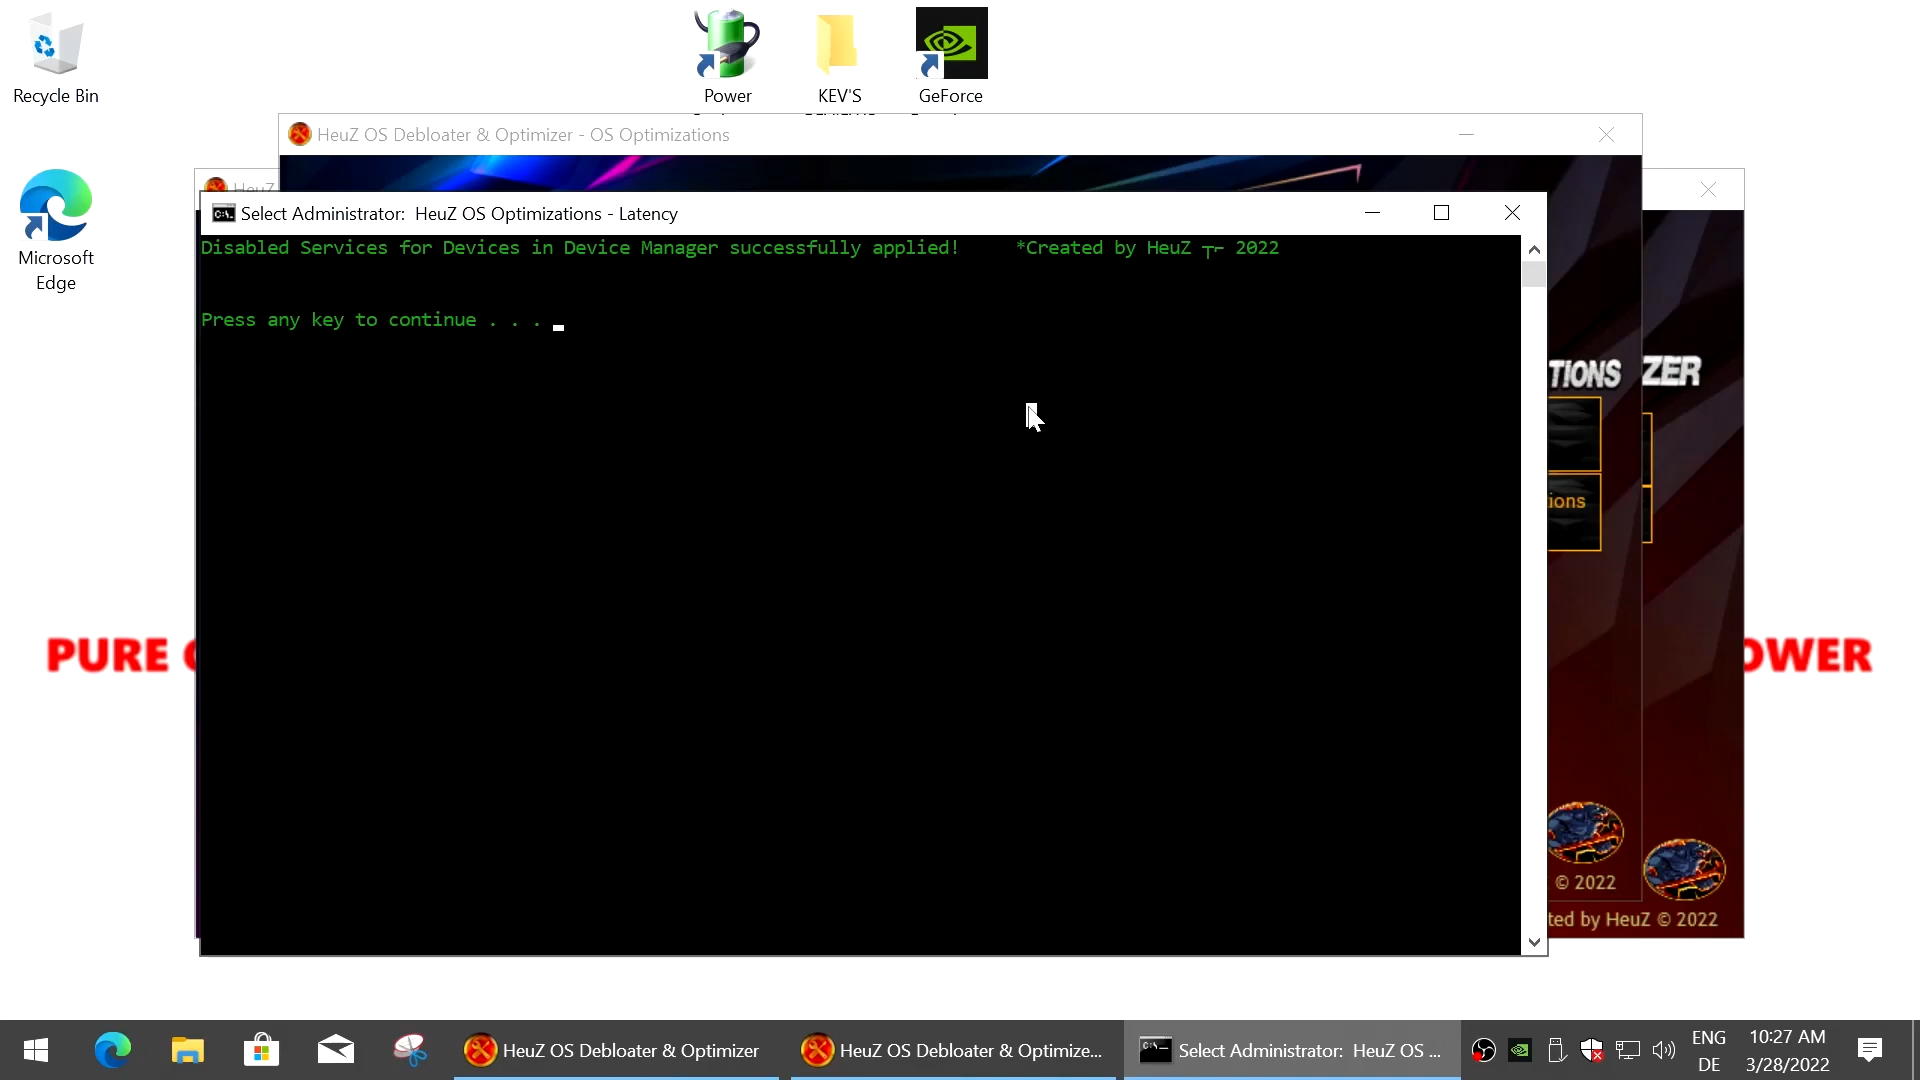 Recycle Bin
Power
KEV'S
GeForce
Microsoft
Edge
HeuZ OS Debloater & Optimizer - OS Optimizations
HeuZ
Select Administrator:  HeuZ OS Optimizations - Latency
Disabled Services for Devices in Device Manager successfully applied!     *Created by HeuZ ┬⌐ 2022
Press any key to continue . . .
TIONS
ZER
ions
PURE
OWER
© 2022
ted by HeuZ © 2022
HeuZ OS Debloater & Optimizer
HeuZ OS Debloater & Optimize...
Select Administrator:  HeuZ OS ...
ENG
DE
10:27 AM
3/28/2022